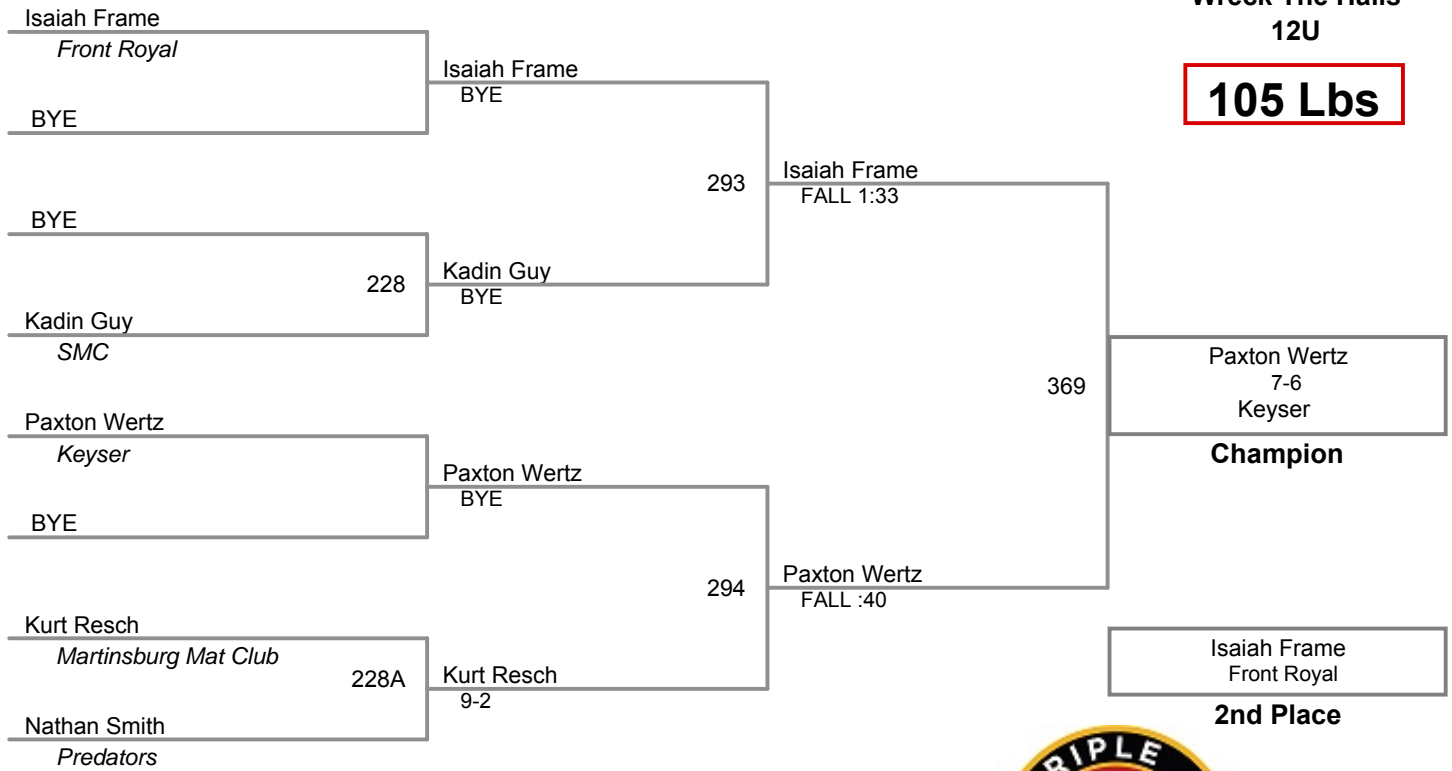 Wreck The Halls
12U
105 Lbs
Isaiah Frame
Front Royal
BYE
Isaiah Frame
BYE
BYE
228
Kadin Guy
SMC
Kadin Guy
BYE
293
Isaiah Frame
FALL 1:33
Paxton Wertz
Keyser
BYE
Paxton Wertz
BYE
Kurt Resch
Martinsburg Mat Club
228A
Nathan Smith
Predators
Kurt Resch
9-2
294
Paxton Wertz
FALL :40
369
Paxton Wertz
7-6
Keyser
Champion
Isaiah Frame
Front Royal
2nd Place